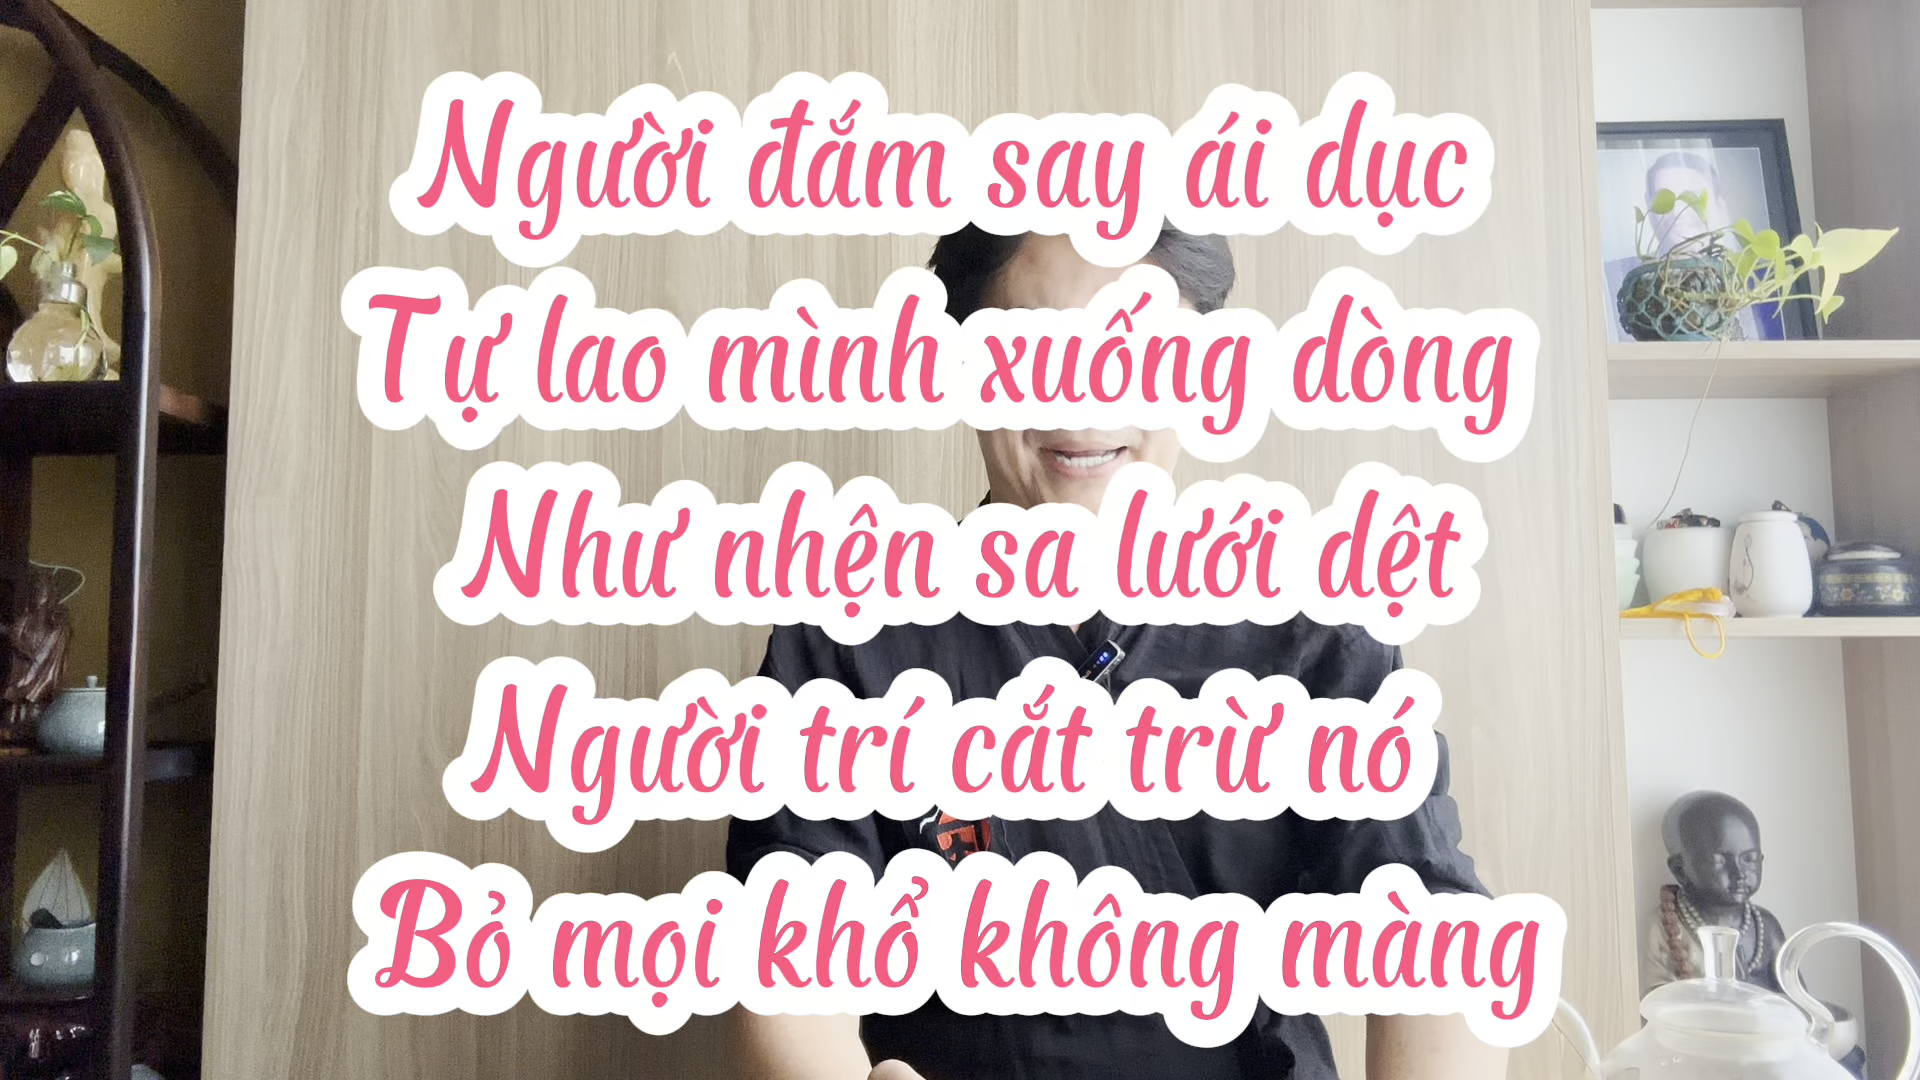 Người đắm say ái dục
Tự lao mình xuống dòng
Như nhện sa lưới dệt
Người trí cắt trừ nó
Bỏ mọi khổ không màng